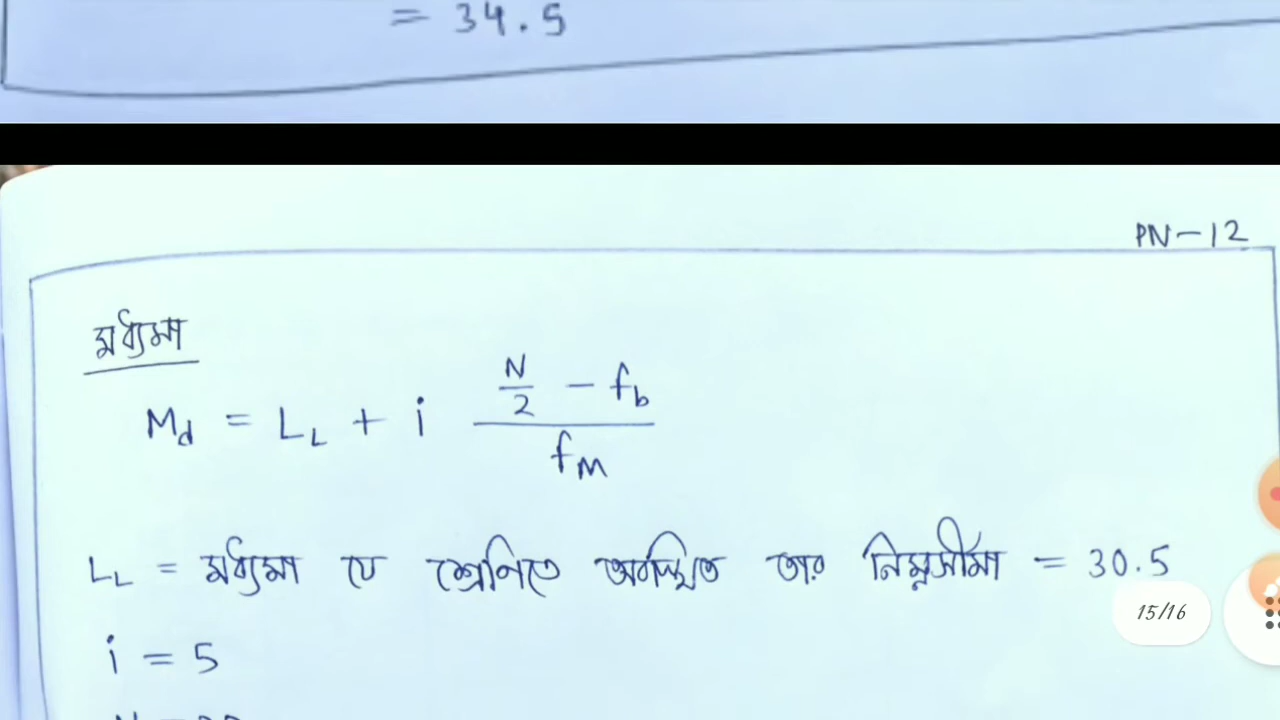 = 34.5
PN-12
মধ্যমা
Md = LL + i (N/2 - fb) / fM
LL = মধ্যমা যে শ্রেণিতে অবস্থিত তার নিম্নসীমা = 30.5
15/16
i = 5